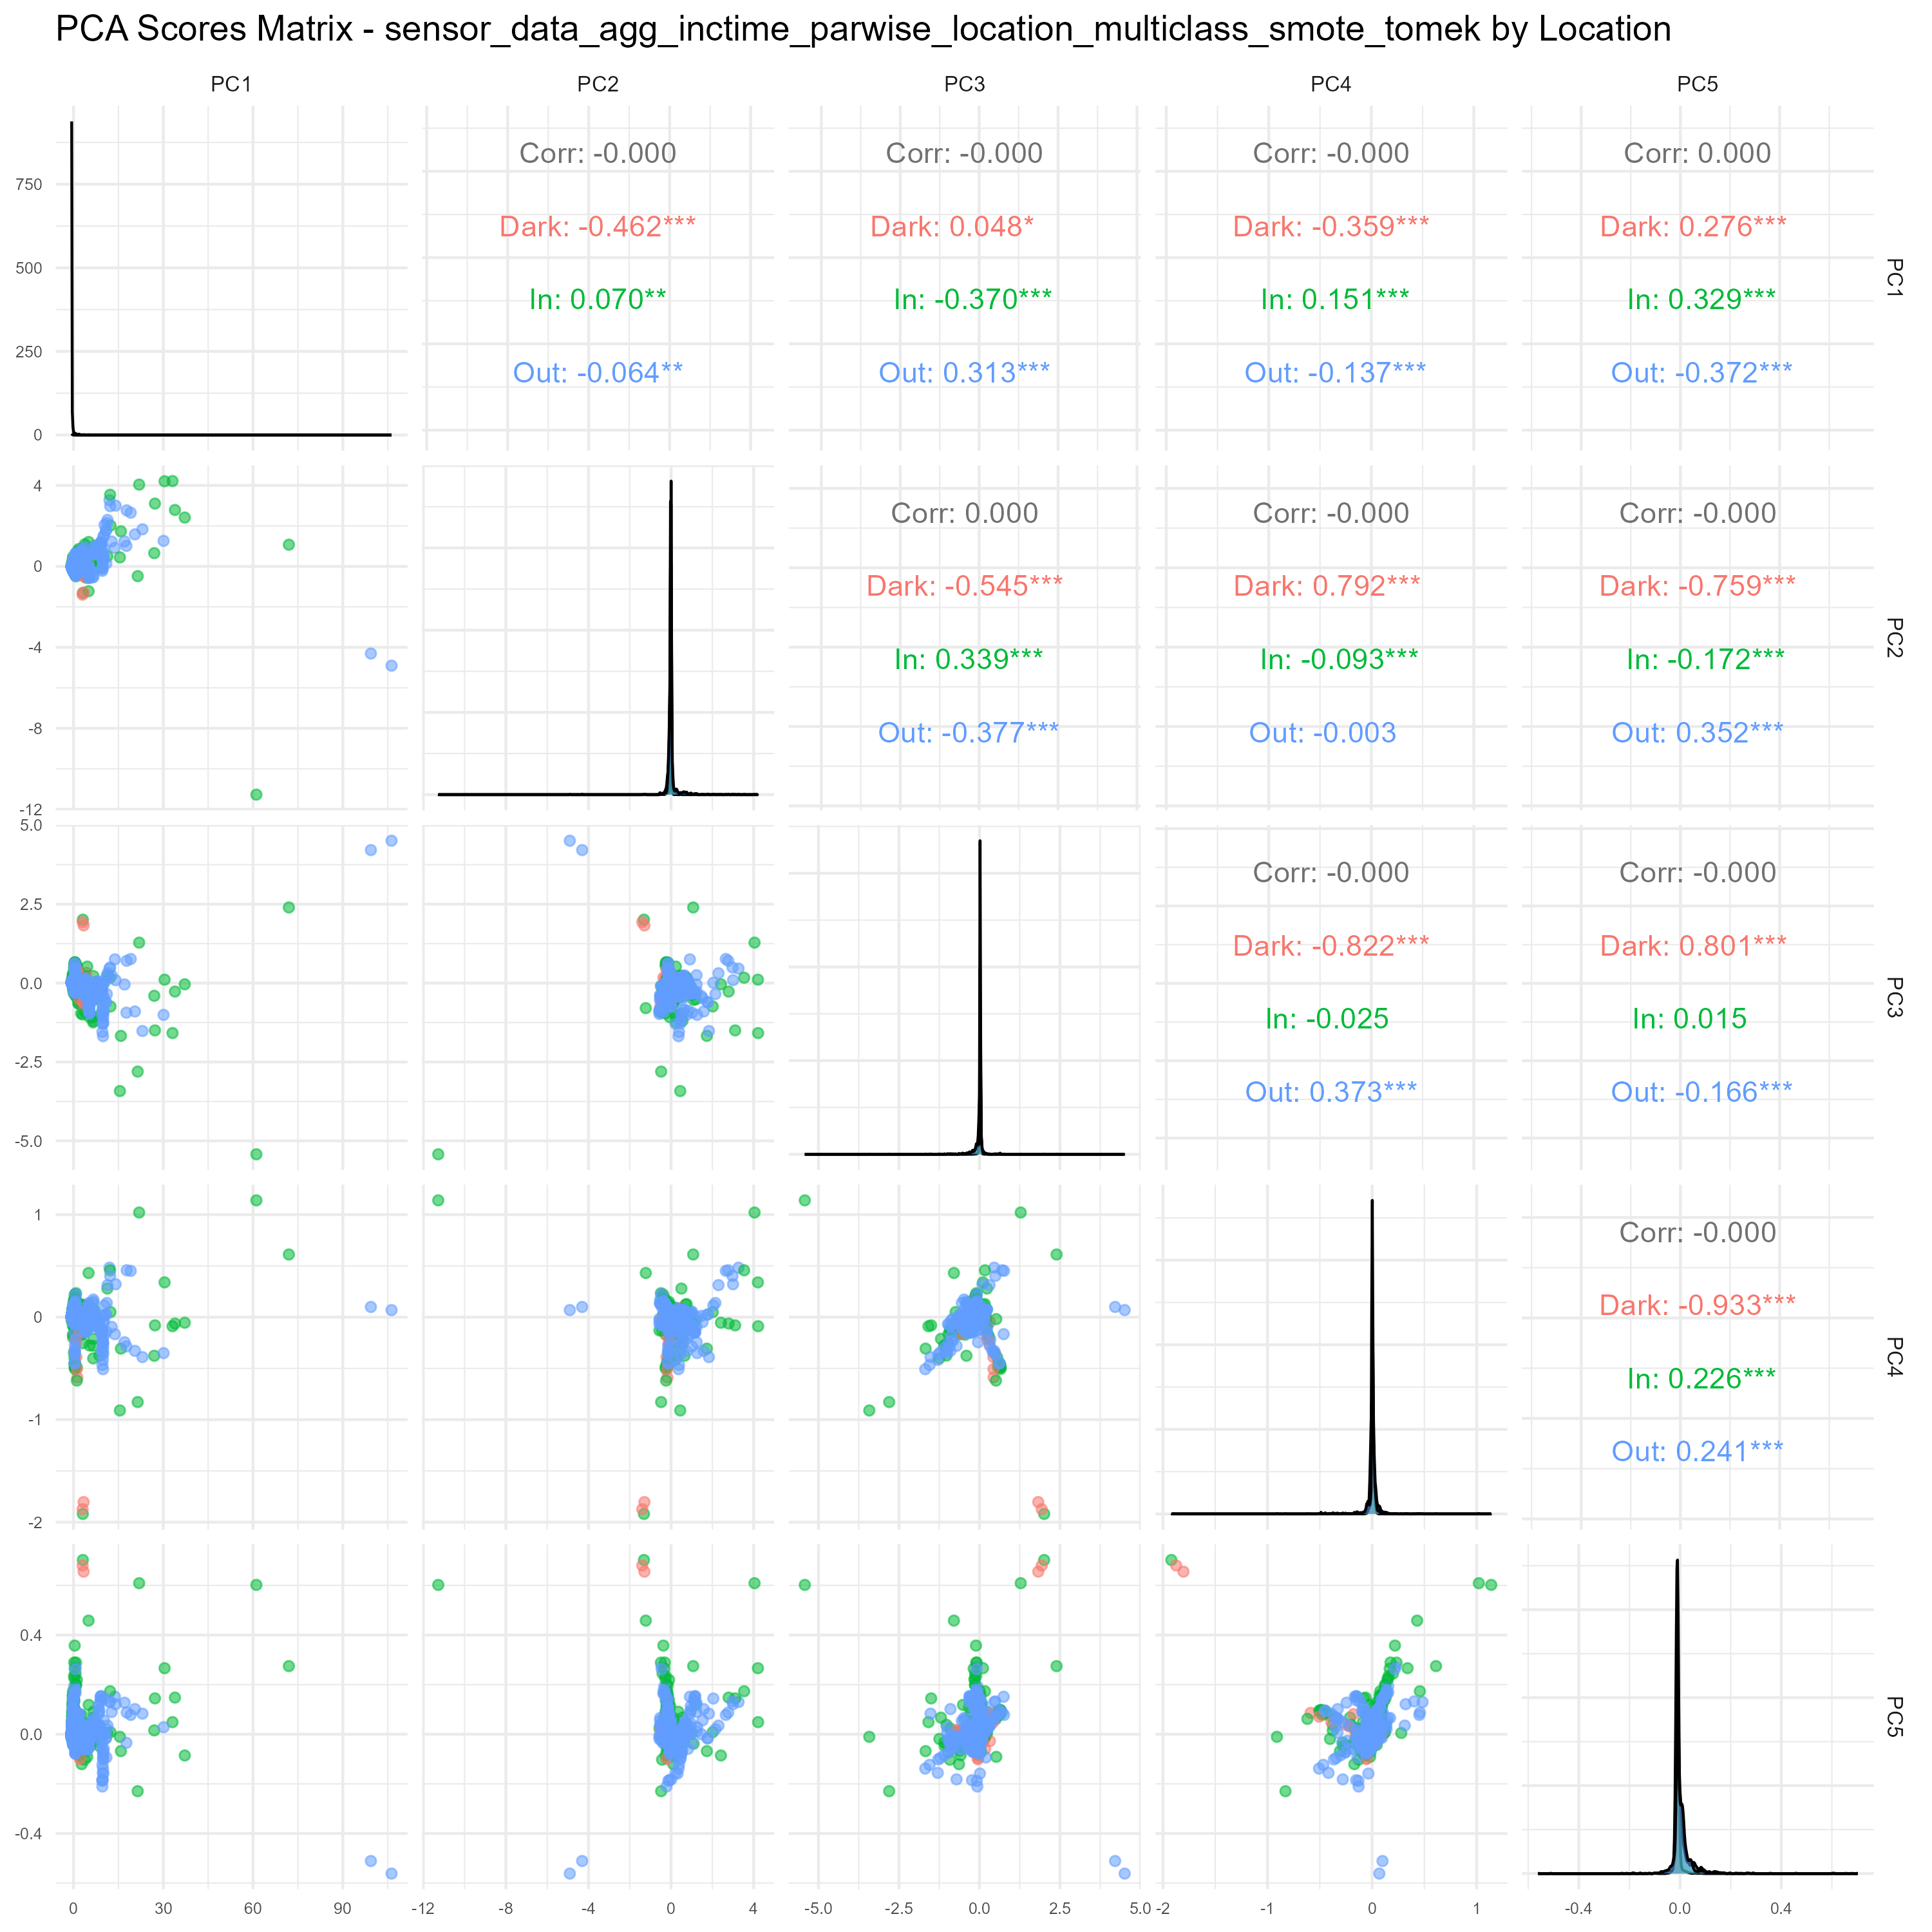 PCA Scores Matrix - sensor_data_agg_inctime_parwise_location_multiclass_smote_tomek by Location
PC1 PC2 PC3 PC4 PC5
750
500
250
0
Corr: -0.000
Dark: -0.462***
In: 0.070**
Out: -0.064**
Corr: -0.000
Dark: 0.048*
In: -0.370***
Out: 0.313***
Corr: -0.000
Dark: -0.359***
In: 0.151***
Out: -0.137***
Corr: 0.000
Dark: 0.276***
In: 0.329***
Out: -0.372***
PC1
4
0
-4
-8
-12
Corr: 0.000
Dark: -0.545***
In: 0.339***
Out: -0.377***
Corr: -0.000
Dark: 0.792***
In: -0.093***
Out: -0.003
Corr: -0.000
Dark: -0.759***
In: -0.172***
Out: 0.352***
PC2
5.0
2.5
0.0
-2.5
-5.0
Corr: -0.000
Dark: -0.822***
In: -0.025
Out: 0.373***
Corr: -0.000
Dark: 0.801***
In: 0.015
Out: -0.166***
PC3
1
0
-1
-2
Corr: -0.000
Dark: -0.933***
In: 0.226***
Out: 0.241***
PC4
0.4
0.0
-0.4
PC5
0 30 60 90
-12 -8 -4 0 4
-5.0 -2.5 0.0 2.5 5.0
-2 -1 0 1
-0.4 0.0 0.4